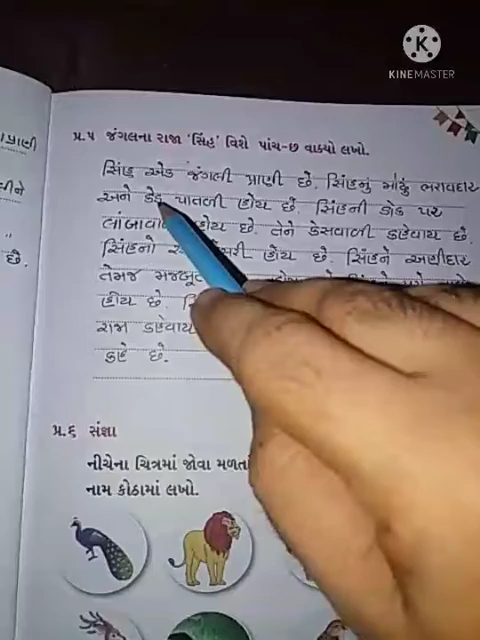 KINEMASTER
પ્રાણી
પ્ર.૫ જંગલના રાજા 'સિંહ' વિશે પાંચ-છ વાક્યો લખો.
સિંહ એક જંગલી પ્રાણી છે. સિંહનું માથું ભરાવદાર
અને કેડ પાતળી હોય છે. સિંહની ડોક પર
લાંબાવાળ હોય છે. તેને કેસવાળી કહેવાય છે.
છે.
સિંહનો કેસરી હોય છે. સિંહને અણીદાર
તેમજ મજબૂત
હોય છે.
રાજા કહેવાય
કહે છે.
પ્ર.૬ સંજ્ઞા
નીચેના ચિત્રમાં જોવા મળતાં
નામ કોઠામાં લખો.